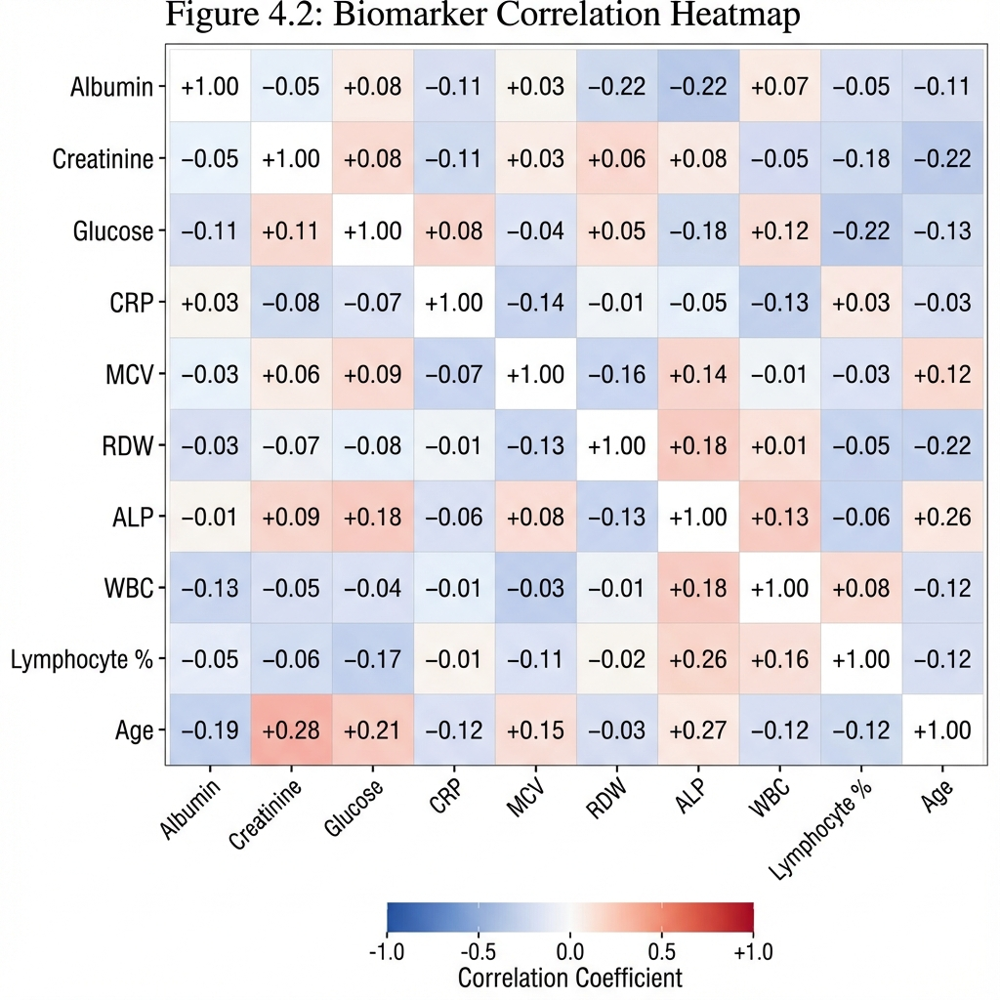 Figure 4.2: Biomarker Correlation Heatmap
Albumin +1.00 −0.05 +0.08 −0.11 +0.03 −0.22 −0.22 +0.07 −0.05 −0.11
Creatinine −0.05 +1.00 +0.08 −0.11 +0.03 +0.06 +0.08 −0.05 −0.18 −0.22
Glucose −0.11 +0.11 +1.00 +0.08 −0.04 +0.05 −0.18 +0.12 −0.22 −0.13
CRP +0.03 −0.08 −0.07 +1.00 −0.14 −0.01 −0.05 −0.13 +0.03 −0.03
MCV −0.03 +0.06 +0.09 −0.07 +1.00 −0.16 +0.14 −0.01 −0.03 +0.12
RDW −0.03 −0.07 −0.08 −0.01 −0.13 +1.00 +0.18 +0.01 −0.05 −0.22
ALP −0.01 +0.09 +0.18 −0.06 +0.08 −0.13 +1.00 +0.13 −0.06 +0.26
WBC −0.13 −0.05 −0.04 −0.01 −0.03 −0.01 +0.18 +1.00 +0.08 −0.12
Lymphocyte % −0.05 −0.06 −0.17 −0.01 −0.11 −0.02 +0.26 +0.16 +1.00 −0.12
Age −0.19 +0.28 +0.21 −0.12 +0.15 −0.03 +0.27 −0.12 −0.12 +1.00
Albumin Creatinine Glucose CRP MCV RDW ALP WBC Lymphocyte % Age
-1.0 -0.5 0.0 0.5 +1.0
Correlation Coefficient